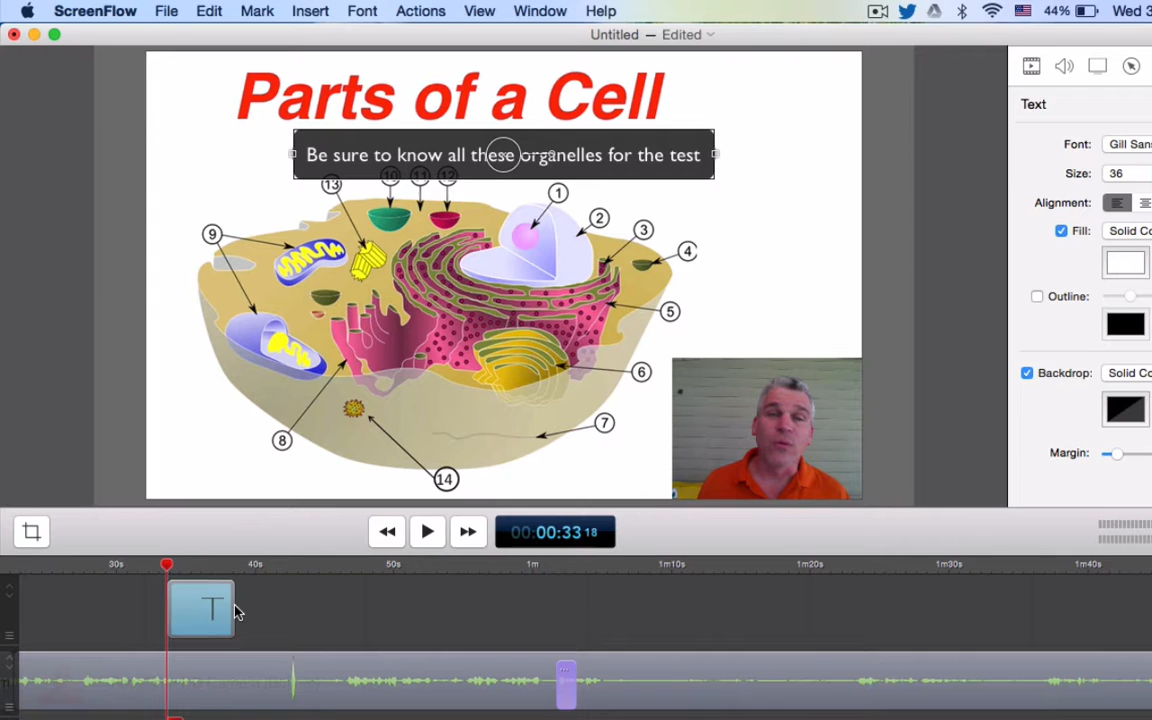 ScreenFlow File Edit Mark Insert Font Actions View Window Help 44% Wed 3
Untitled — Edited
Parts of a Cell
Be sure to know all these organelles for the test
13 10 11 12
1
2
3
4
9
5
6
7
8
14
Text
Font: Gill San
Size: 36
Alignment:
Fill: Solid Co
Outline:
Backdrop: Solid Co
Margin:
00:00:33 18
30s 40s 50s 1m 1m10s 1m20s 1m30s 1m40s
T